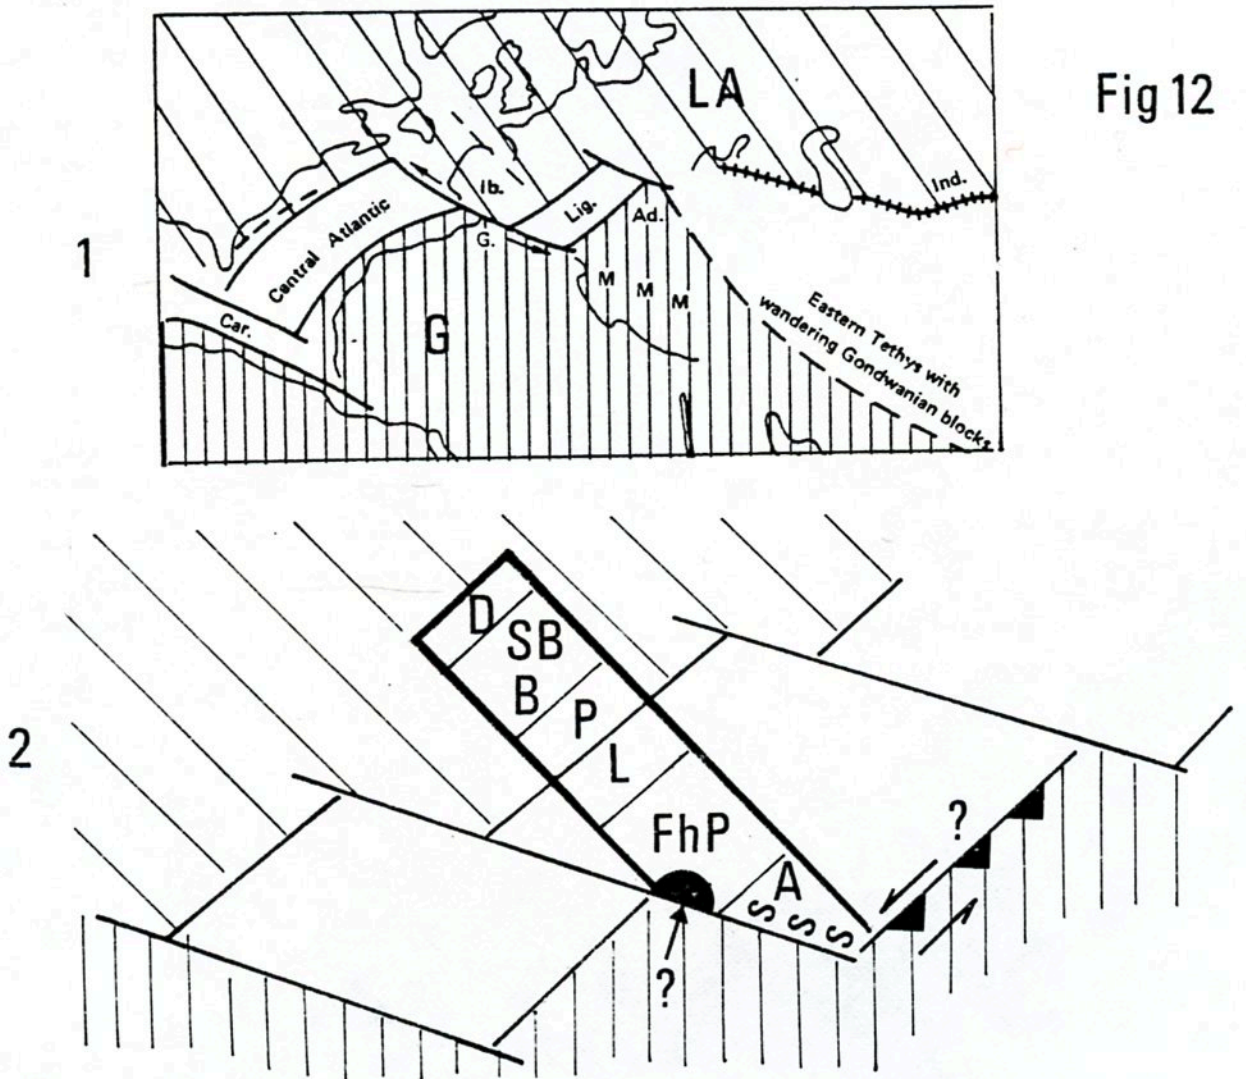 Fig 12
1
LA
Ind.
Ib.
Lig.
Ad.
Central Atlantic
G.
M
M
M
Car.
G
Eastern Tethys with
wandering Gondwanian blocks
2
D
SB
B
P
L
FhP
A
S S S
?
?